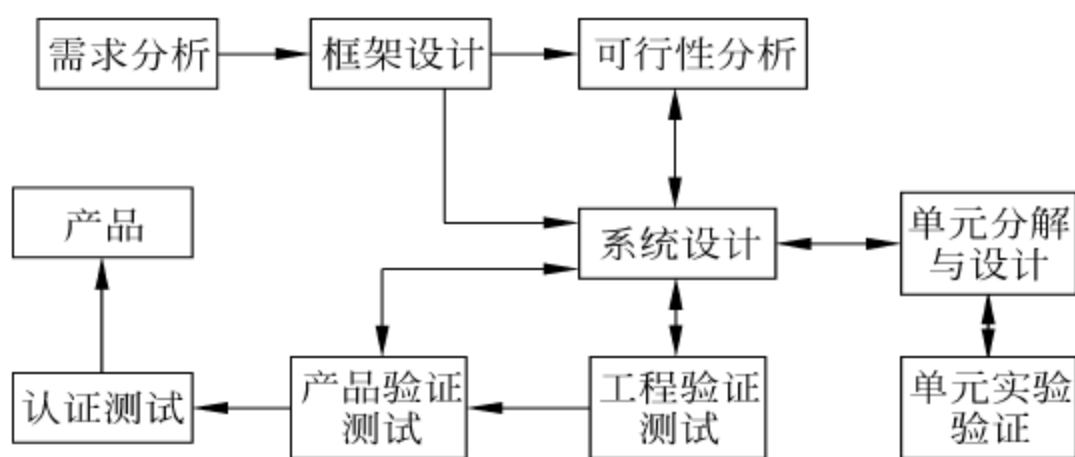 需求分析
框架设计
可行性分析
产品
系统设计
单元分解
与设计
认证测试
产品验证
测试
工程验证
测试
单元实验
验证